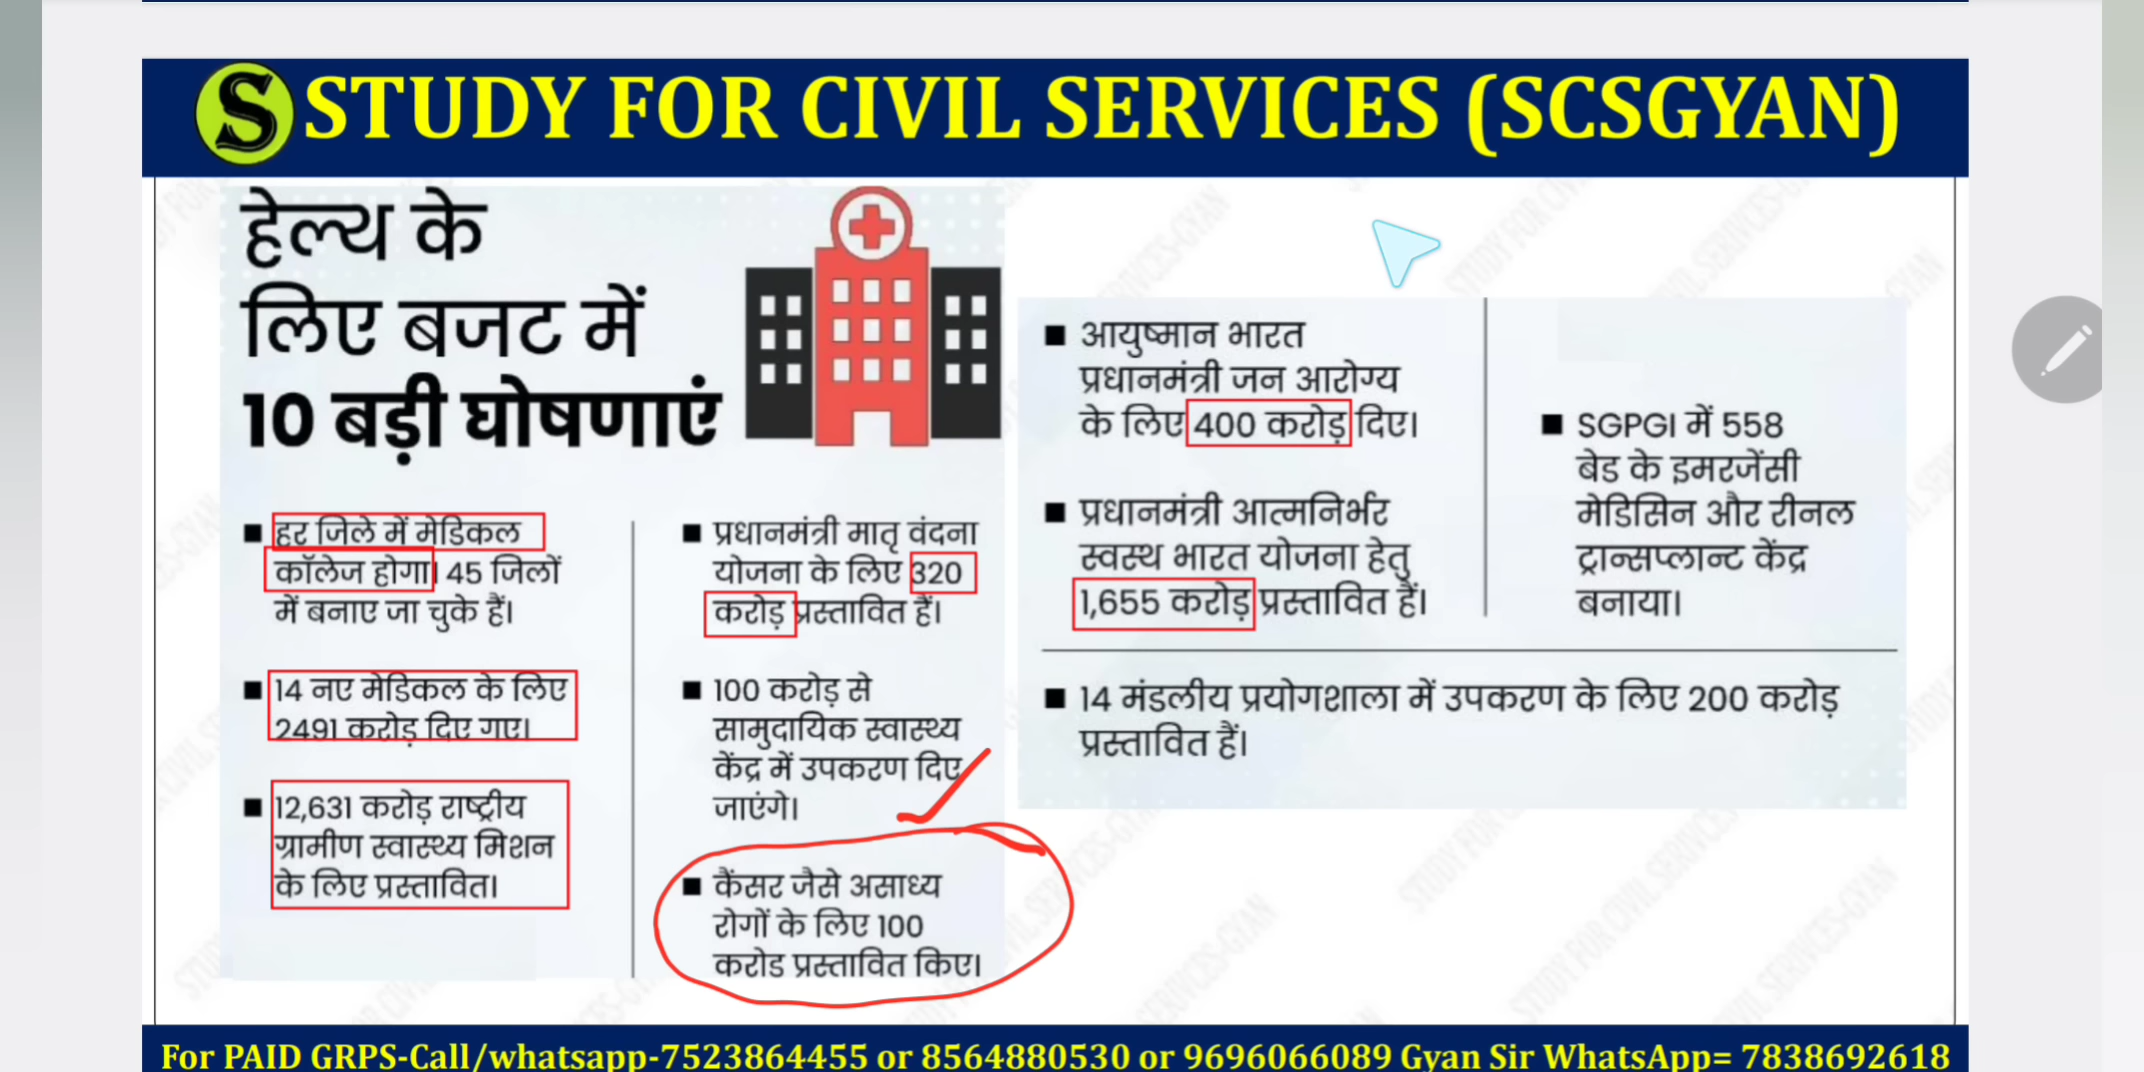 S STUDY FOR CIVIL SERVICES (SCSGYAN)
हेल्थ के
लिए बजट में
10 बड़ी घोषणाएं
■ हर जिले में मेडिकल
कॉलेज होगा। 45 जिलों
में बनाए जा चुके हैं।
■ 14 नए मेडिकल के लिए
2491 करोड़ दिए गए।
■ 12,631 करोड़ राष्ट्रीय
ग्रामीण स्वास्थ्य मिशन
के लिए प्रस्तावित।
■ प्रधानमंत्री मातृ वंदना
योजना के लिए 320
करोड़ प्रस्तावित हैं।
■ 100 करोड़ से
सामुदायिक स्वास्थ्य
केंद्र में उपकरण दिए
जाएंगे।
■ कैंसर जैसे असाध्य
रोगों के लिए 100
करोड प्रस्तावित किए।
■ आयुष्मान भारत
प्रधानमंत्री जन आरोग्य
के लिए 400 करोड़ दिए।
■ प्रधानमंत्री आत्मनिर्भर
स्वस्थ भारत योजना हेतु
1,655 करोड़ प्रस्तावित हैं।
■ SGPGI में 558
बेड के इमरजेंसी
मेडिसिन और रीनल
ट्रान्सप्लान्ट केंद्र
बनाया।
■ 14 मंडलीय प्रयोगशाला में उपकरण के लिए 200 करोड़
प्रस्तावित हैं।
For PAID GRPS-Call/whatsapp-7523864455 or 8564880530 or 9696066089 Gyan Sir WhatsApp= 7838692618